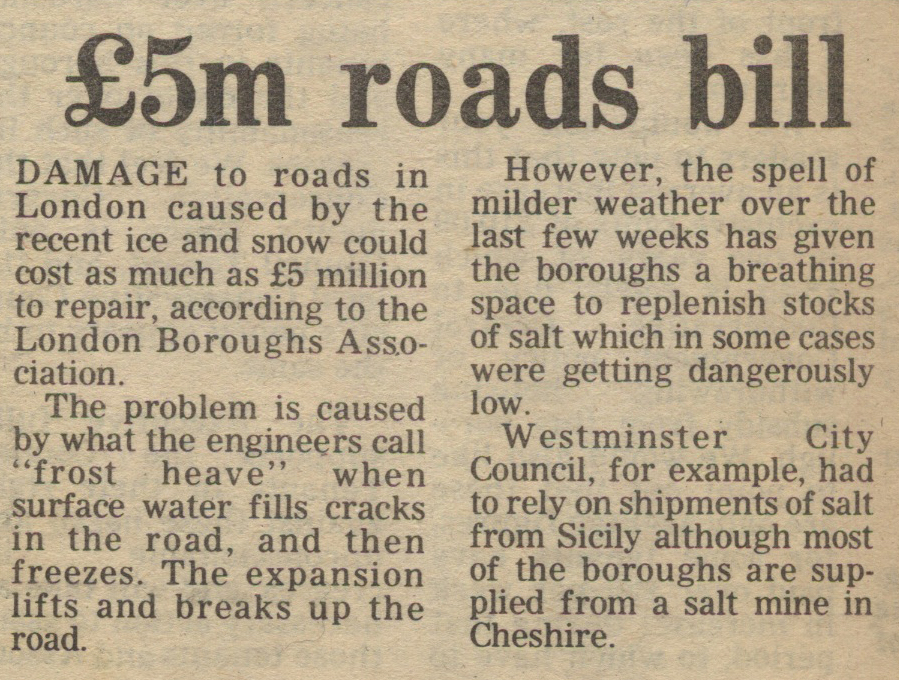 £5m roads bill
DAMAGE to roads in
London caused by the
recent ice and snow could
cost as much as £5 million
to repair, according to the
London Boroughs Asso-
ciation.
The problem is caused
by what the engineers call
"frost heave" when
surface water fills cracks
in the road, and then
freezes. The expansion
lifts and breaks up the
road.
However, the spell of
milder weather over the
last few weeks has given
the boroughs a breathing
space to replenish stocks
of salt which in some cases
were getting dangerously
low.
Westminster City
Council, for example, had
to rely on shipments of salt
from Sicily although most
of the boroughs are sup-
plied from a salt mine in
Cheshire.